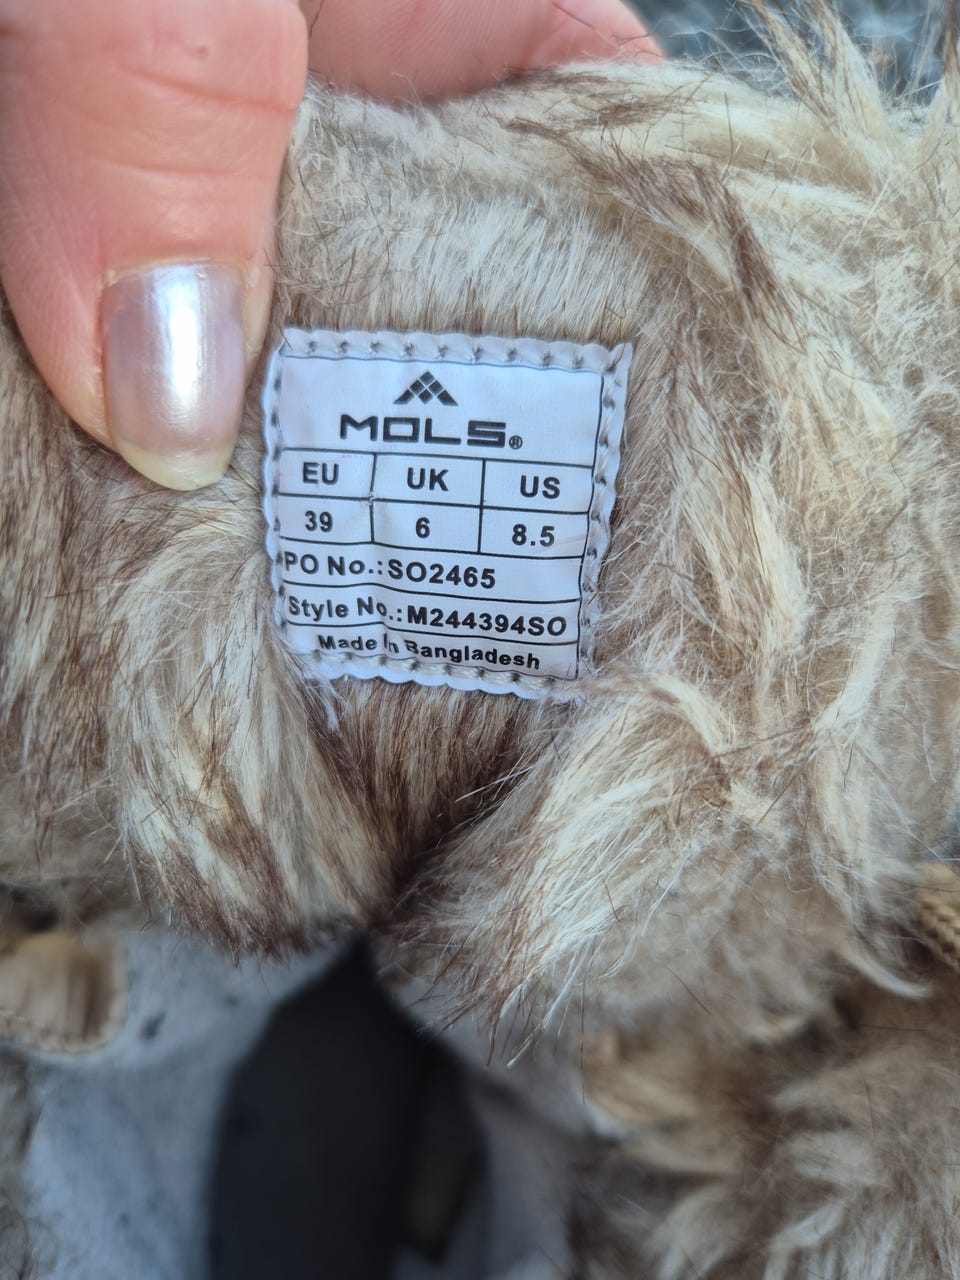 MOLS®
EU UK US
39 6 8.5
PO No.: SO2465
Style No.: M244394SO
Made In Bangladesh